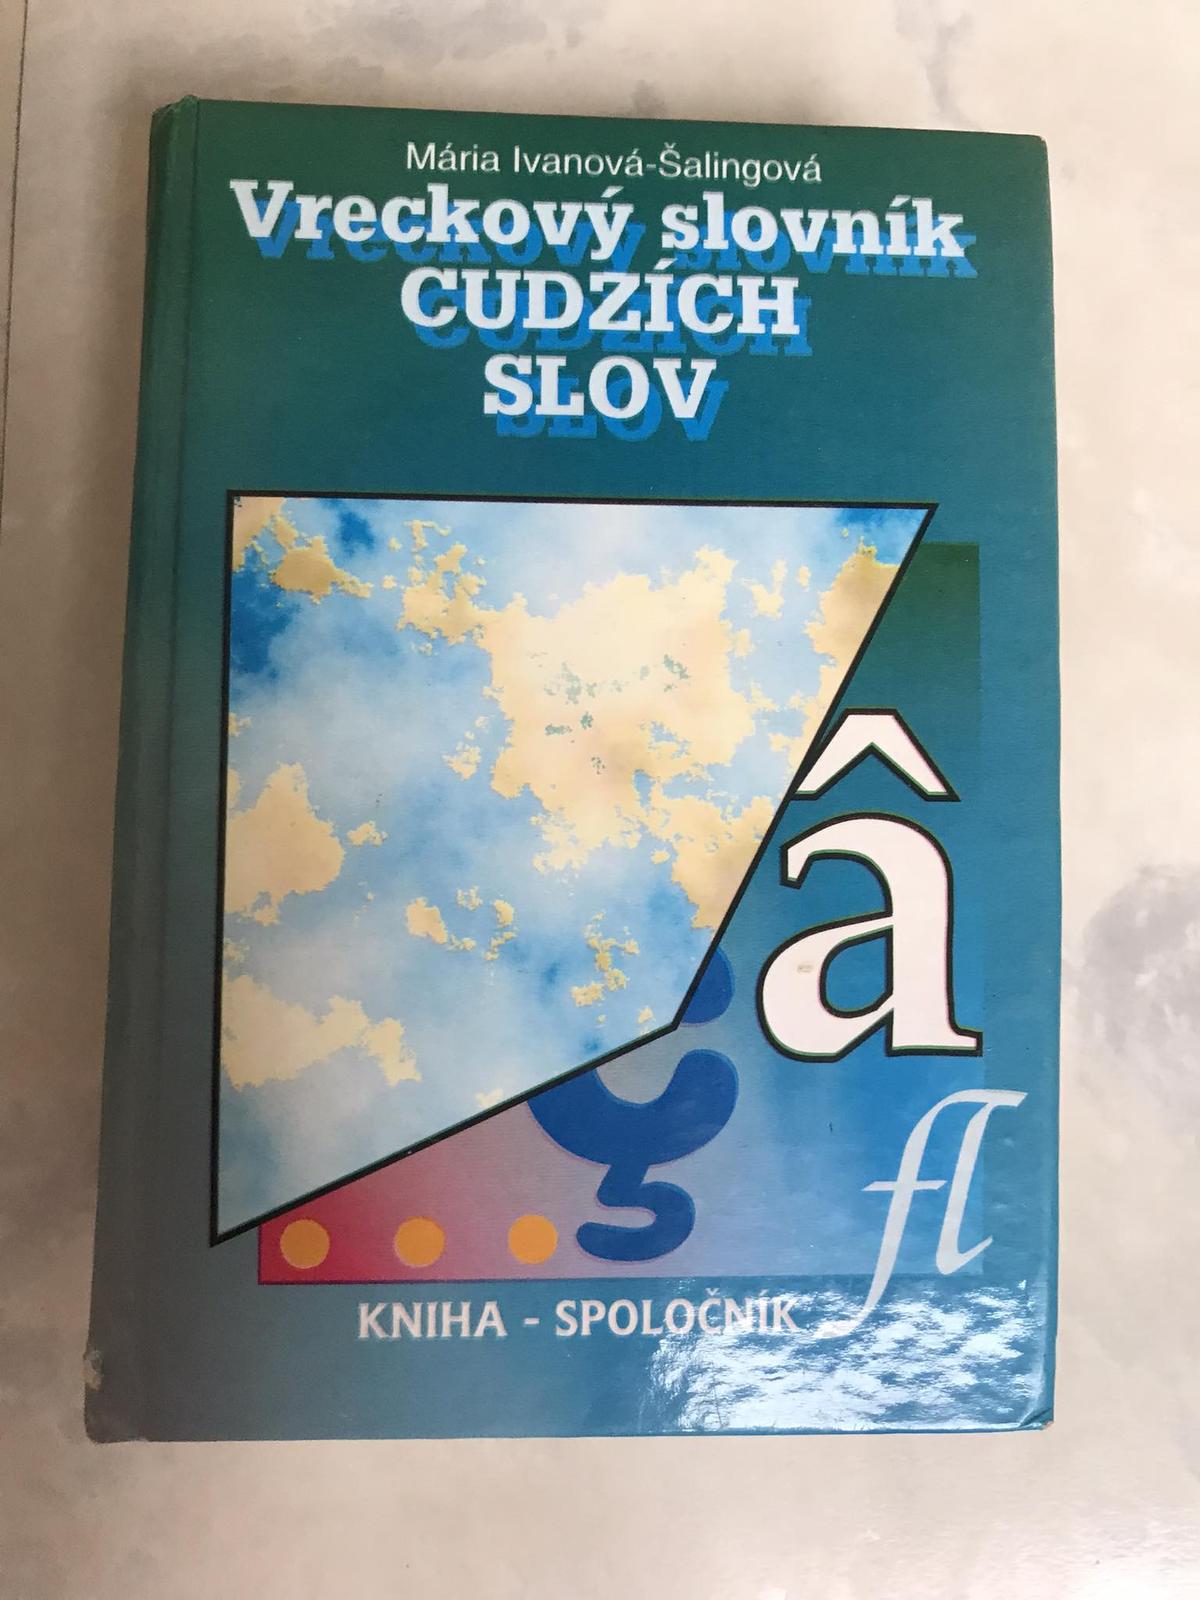 Mária Ivanová-Šalingová
Vreckový slovník
CUDZÍCH
SLOV
â
fl
KNIHA - SPOLOČNÍK